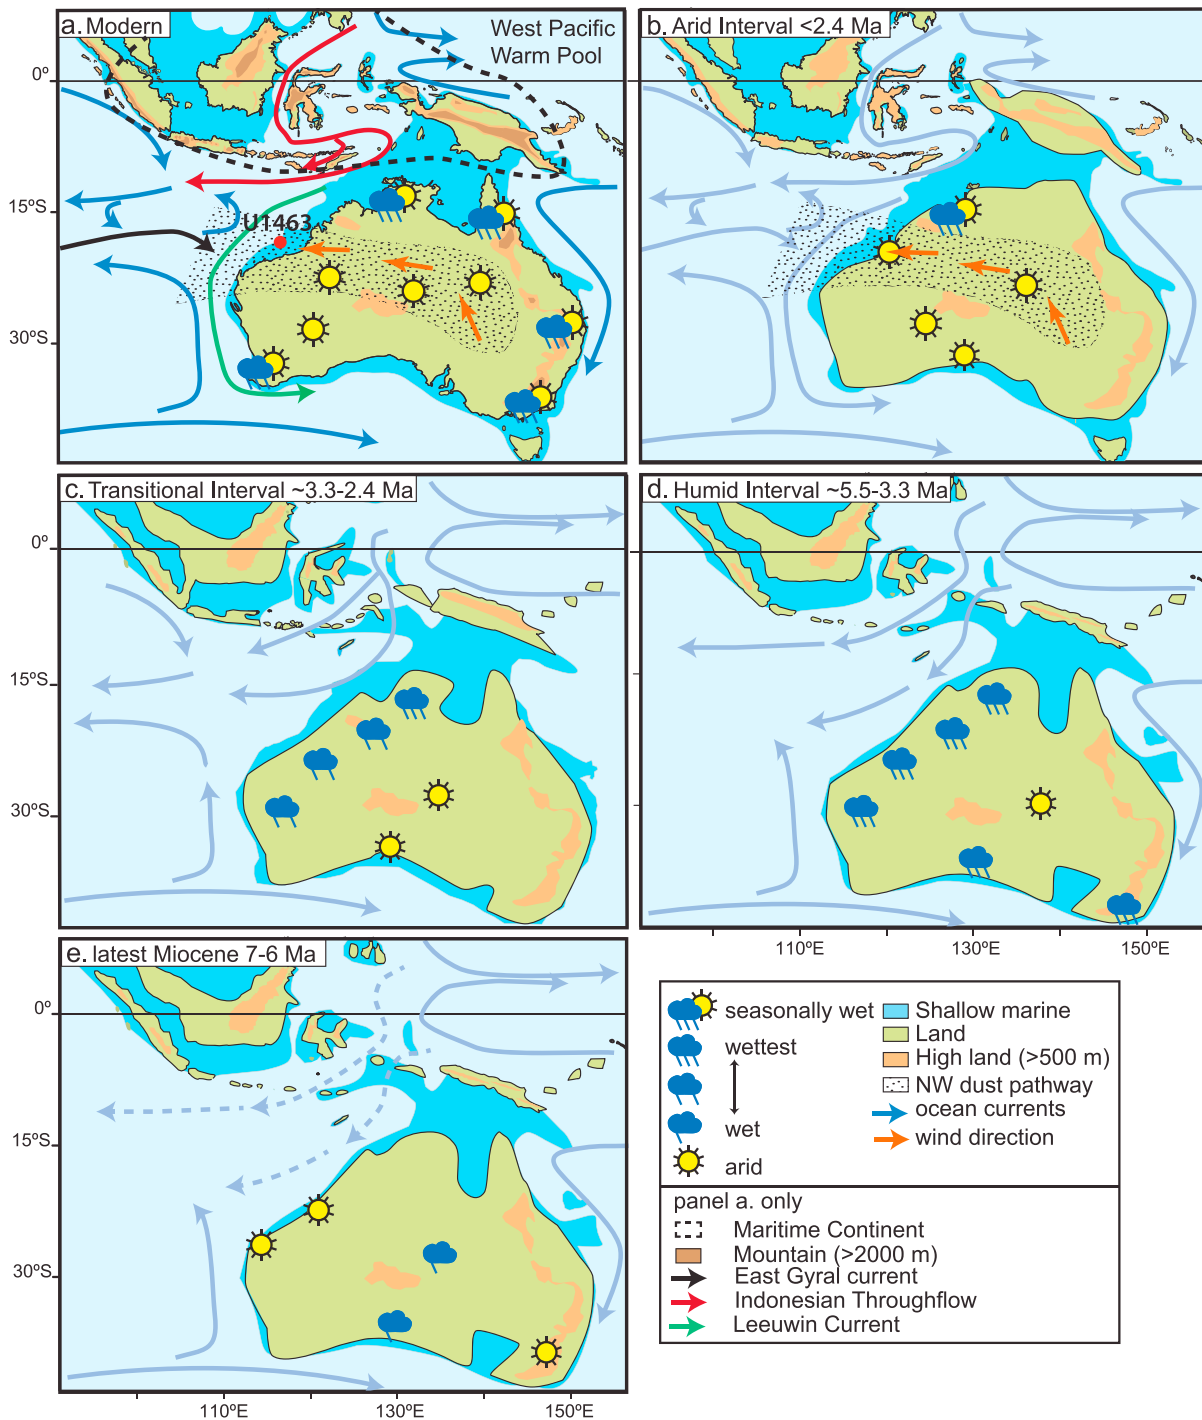 a. Modern
West Pacific
Warm Pool
0º
15ºS
30ºS
U1463
b. Arid Interval <2.4 Ma
c. Transitional Interval ~3.3-2.4 Ma
0º
15ºS
30ºS
d. Humid Interval ~5.5-3.3 Ma
110ºE
130ºE
150ºE
e. latest Miocene 7-6 Ma
0º
15ºS
30ºS
110ºE
130ºE
150ºE
seasonally wet
wettest
wet
arid
Shallow marine
Land
High land (>500 m)
NW dust pathway
ocean currents
wind direction
panel a. only
Maritime Continent
Mountain (>2000 m)
East Gyral current
Indonesian Throughflow
Leeuwin Current